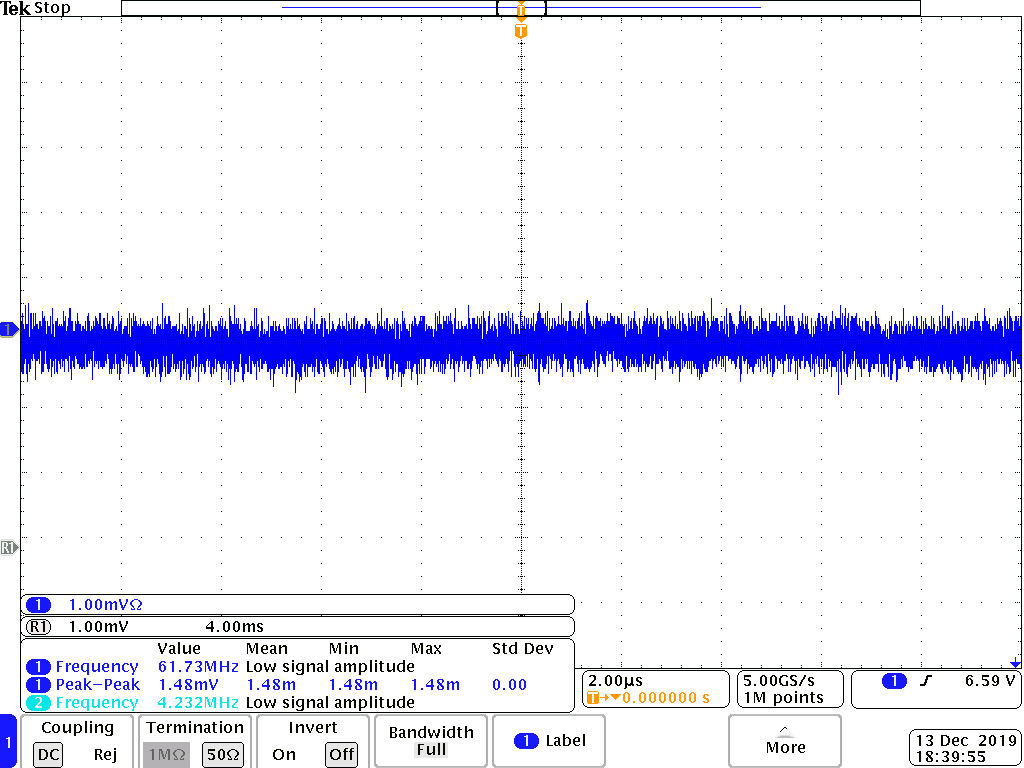 Tek Stop
T
T
1
R1
1 1.00mVΩ
R1 1.00mV 4.00ms
Value Mean Min Max Std Dev
1 Frequency 61.73MHz Low signal amplitude
1 Peak-Peak 1.48mV 1.48m 1.48m 1.48m 0.00
2 Frequency 4.232MHz Low signal amplitude
2.00µs
T→▼0.000000 s
5.00GS/s
1M points
1 ƒ 6.59 V
1
Coupling
DC Rej
Termination
1MΩ 50Ω
Invert
On Off
Bandwidth
Full
1 Label
More
13 Dec 2019
18:39:55